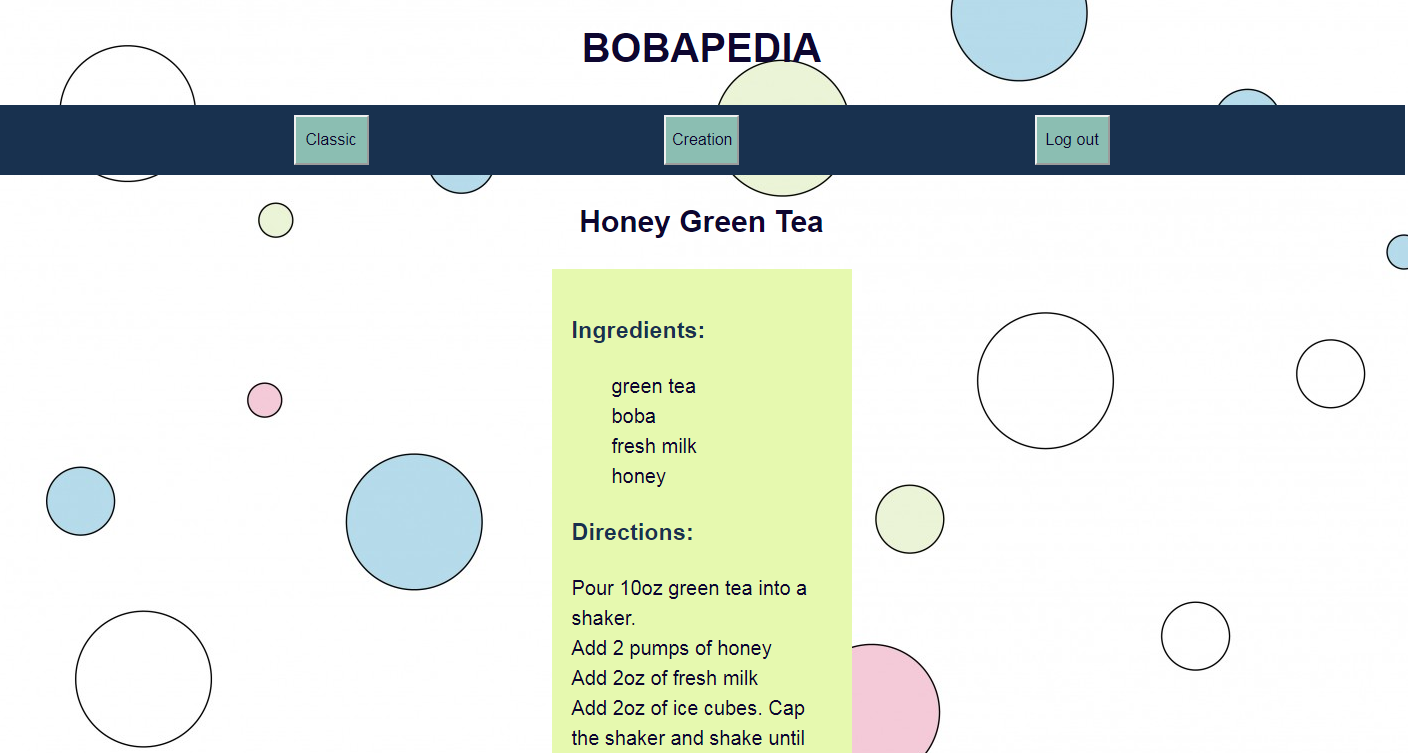 BOBAPEDIA
Classic
Creation
Log out
Honey Green Tea
Ingredients:
green tea
boba
fresh milk
honey
Directions:
Pour 10oz green tea into a
shaker.
Add 2 pumps of honey
Add 2oz of fresh milk
Add 2oz of ice cubes. Cap
the shaker and shake until